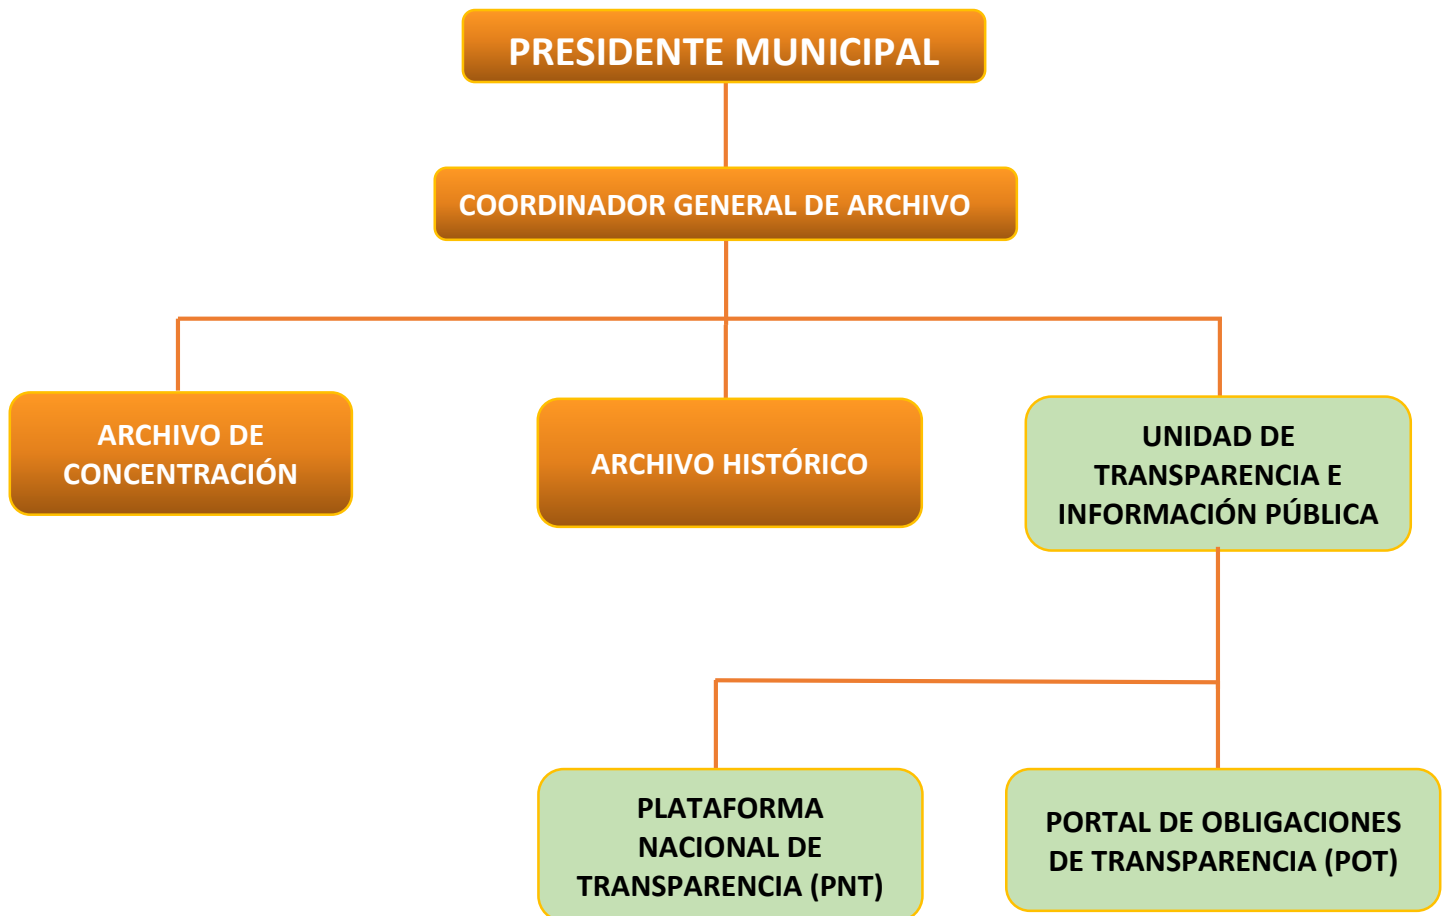 PRESIDENTE MUNICIPAL
COORDINADOR GENERAL DE ARCHIVO
ARCHIVO DE
CONCENTRACIÓN
ARCHIVO HISTÓRICO
UNIDAD DE
TRANSPARENCIA E
INFORMACIÓN PÚBLICA
PLATAFORMA
NACIONAL DE
TRANSPARENCIA (PNT)
PORTAL DE OBLIGACIONES
DE TRANSPARENCIA (POT)